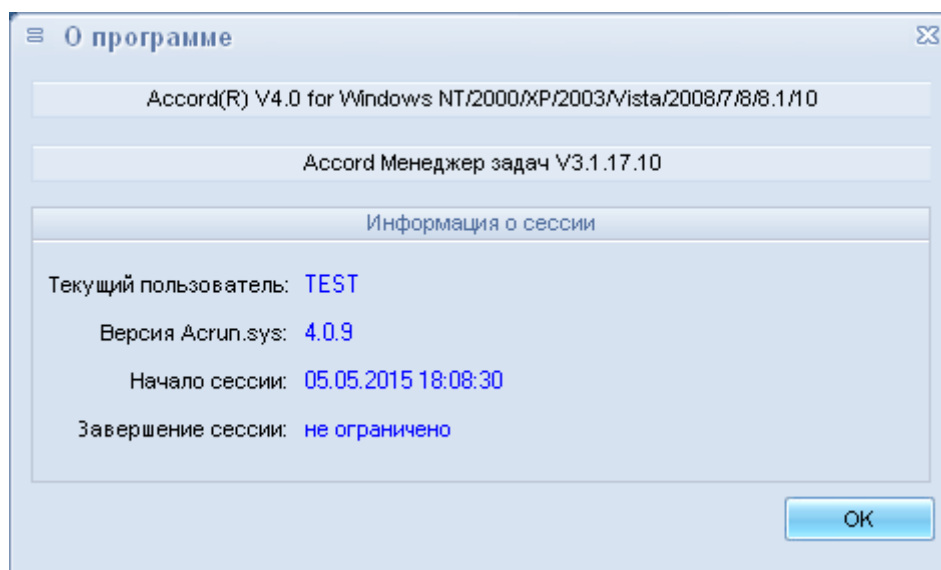 О программе
Accord(R) V4.0 for Windows NT/2000/XP/2003/Vista/2008/7/8/8.1/10
Accord Менеджер задач V3.1.17.10
Информация о сессии
Текущий пользователь: TEST
Версия Acrun.sys: 4.0.9
Начало сессии: 05.05.2015 18:08:30
Завершение сессии: не ограничено
OK